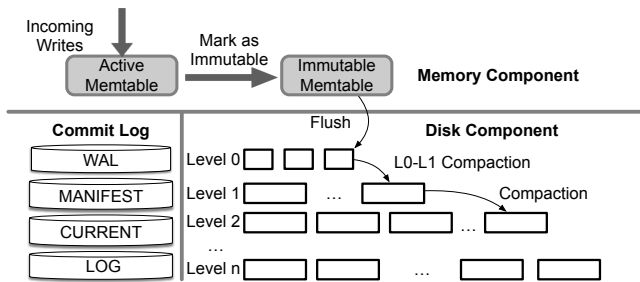 Incoming
Writes
Mark as
Immutable
Active
Memtable
Immutable
Memtable
Memory Component
Flush
Commit Log
Disk Component
WAL
Level 0
L0-L1 Compaction
MANIFEST
Level 1
...
Compaction
CURRENT
Level 2
...
...
LOG
Level n
...